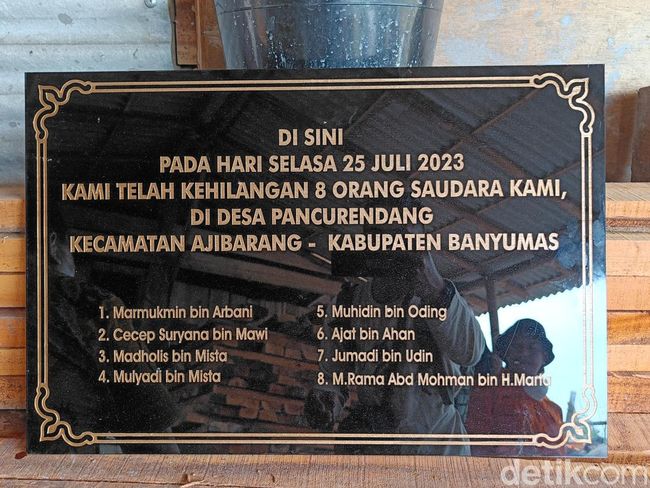 DI SINI
PADA HARI SELASA 25 JULI 2023
KAMI TELAH KEHILANGAN 8 ORANG SAUDARA KAMI,
DI DESA PANCURENDANG
KECAMATAN AJIBARANG - KABUPATEN BANYUMAS
1. Marmukmin bin Arbani
2. Cecep Suryana bin Mawi
3. Madholis bin Mista
4. Mulyadi bin Mista
5. Muhidin bin Oding
6. Ajat bin Ahan
7. Jumadi bin Udin
8. M.Rama Abd Mohman bin H.Marta
detikcom